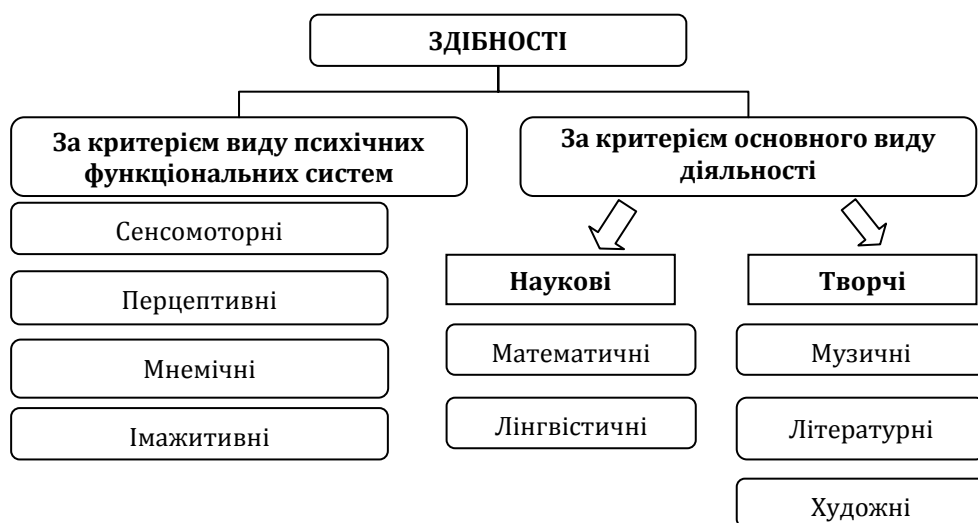 ЗДІБНОСТІ
За критерієм виду психічних
функціональних систем
Сенсомоторні
Перцептивні
Мнемічні
Імажитивні
За критерієм основного виду
діяльності
Наукові
Математичні
Лінгвістичні
Творчі
Музичні
Літературні
Художні